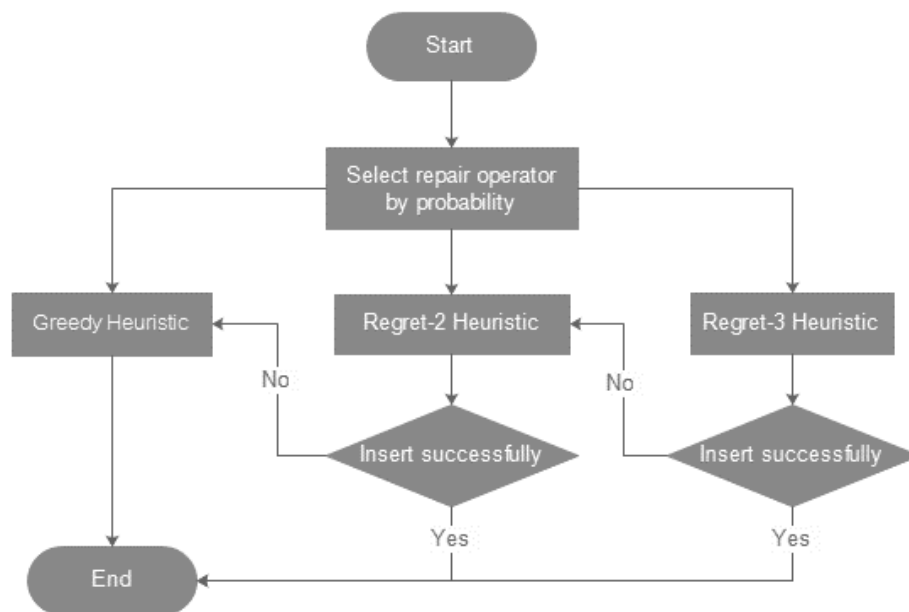 Start
Select repair operator
by probability
Greedy Heuristic
Regret-2 Heuristic
Regret-3 Heuristic
No
No
Insert successfully
Insert successfully
Yes
Yes
End